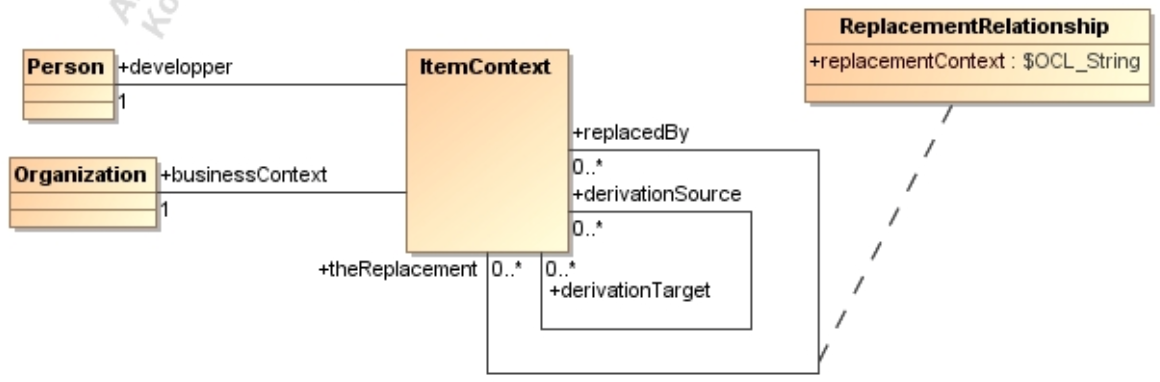 ReplacementRelationship
+replacementContext : $OCL_String
Person
+developper
1
ItemContext
Organization
+businessContext
1
+replacedBy
0..*
+derivationSource
0..*
+theReplacement
0..*
0..*
+derivationTarget